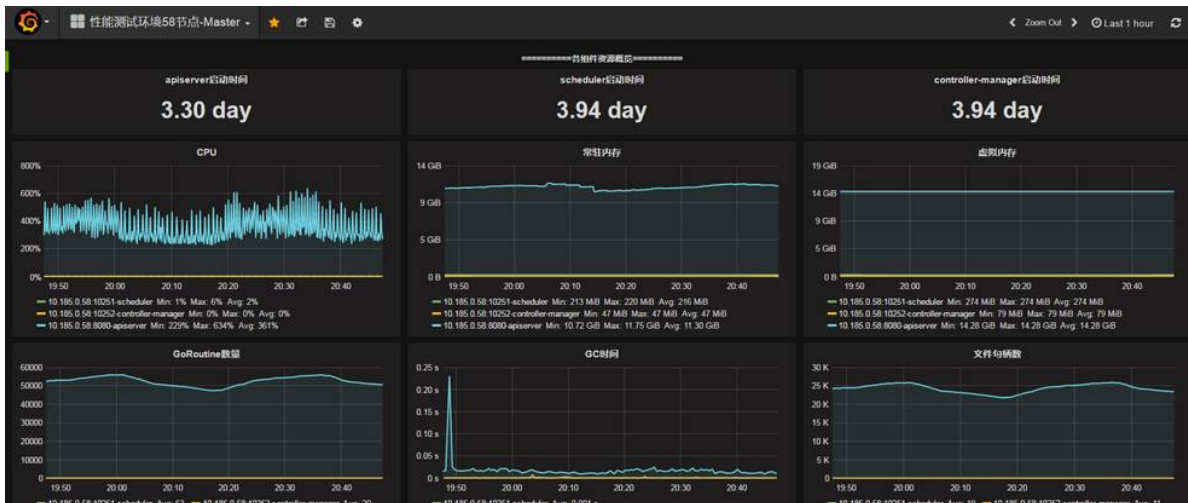 性能测试环境58节点-Master
Zoom Out
Last 1 hour
==========各组件资源概览==========
apiserver启动时间
3.30 day
scheduler启动时间
3.94 day
controller-manager启动时间
3.94 day
CPU
800%
600%
400%
200%
0%
19:50 20:00 20:10 20:20 20:30 20:40
10.185.0.58:10251-scheduler Min: 1% Max: 6% Avg: 2%
10.185.0.58:10252-controller-manager Min: 0% Max: 0% Avg: 0%
10.185.0.58:8080-apiserver Min: 229% Max: 634% Avg: 361%
常驻内存
14 GiB
9 GiB
5 GiB
0 B
19:50 20:00 20:10 20:20 20:30 20:40
10.185.0.58:10251-scheduler Min: 213 MiB Max: 220 MiB Avg: 216 MiB
10.185.0.58:10252-controller-manager Min: 47 MiB Max: 47 MiB Avg: 47 MiB
10.185.0.58:8080-apiserver Min: 10.72 GiB Max: 11.75 GiB Avg: 11.30 GiB
虚拟内存
19 GiB
14 GiB
9 GiB
5 GiB
0 B
19:50 20:00 20:10 20:20 20:30 20:40
10.185.0.58:10251-scheduler Min: 274 MiB Max: 274 MiB Avg: 274 MiB
10.185.0.58:10252-controller-manager Min: 79 MiB Max: 79 MiB Avg: 79 MiB
10.185.0.58:8080-apiserver Min: 14.28 GiB Max: 14.28 GiB Avg: 14.28 GiB
GoRoutine数量
60000
50000
40000
30000
20000
10000
0
19:50 20:00 20:10 20:20 20:30 20:40
GC时间
0.25 s
0.20 s
0.15 s
0.10 s
0.05 s
0 s
19:50 20:00 20:10 20:20 20:30 20:40
文件句柄数
30 K
25 K
20 K
15 K
10 K
5 K
0
19:50 20:00 20:10 20:20 20:30 20:40